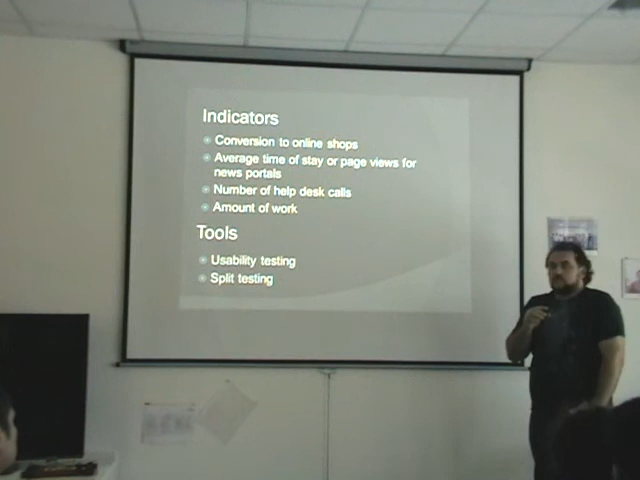 Indicators
Conversion to online shops
Average time of stay or page views for
news portals
Number of help desk calls
Amount of work
Tools
Usability testing
Split testing